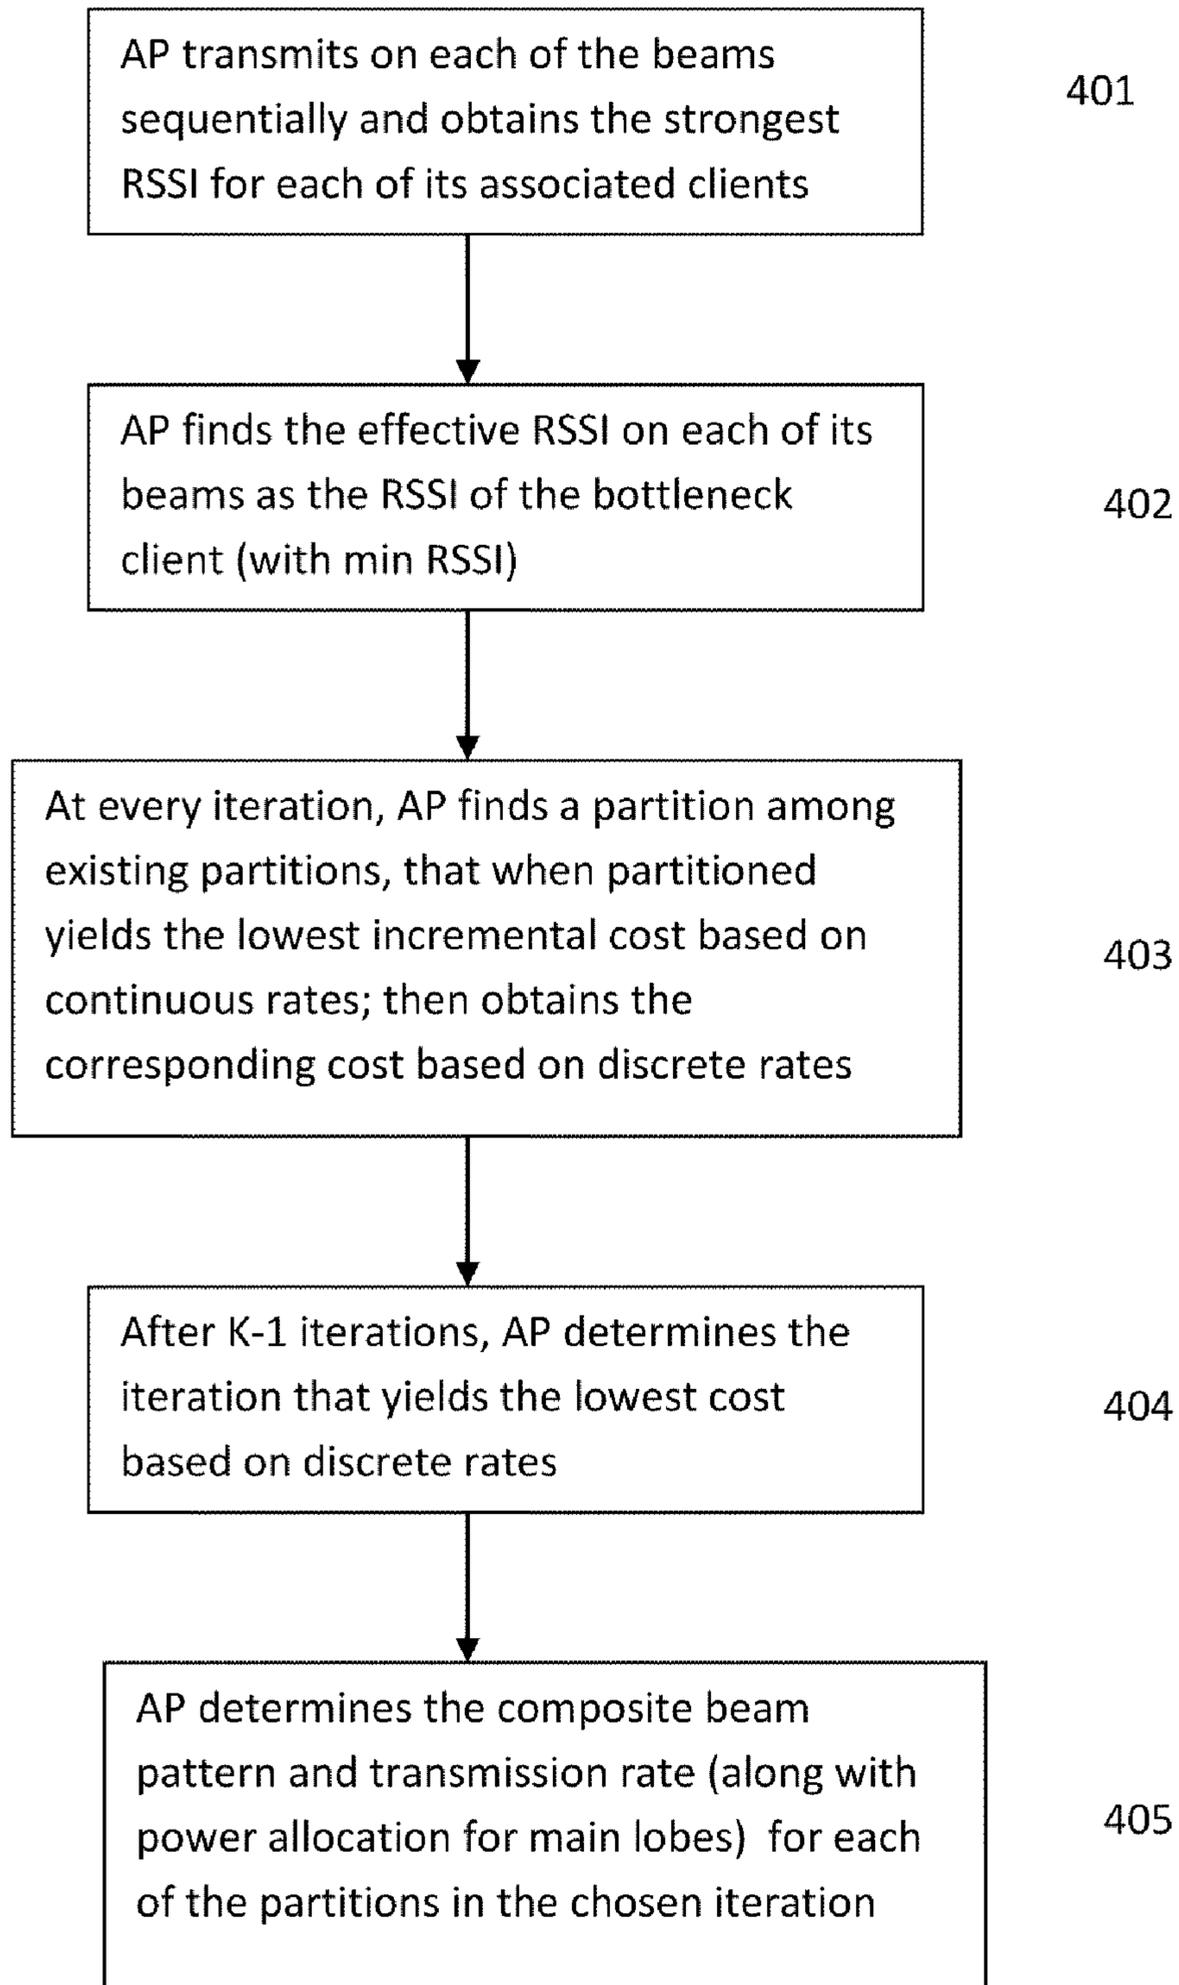 AP transmits on each of the beams
sequentially and obtains the strongest
RSSI for each of its associated clients
401
AP finds the effective RSSI on each of its
beams as the RSSI of the bottleneck
client (with min RSSI)
402
At every iteration, AP finds a partition among
existing partitions, that when partitioned
yields the lowest incremental cost based on
continuous rates; then obtains the
corresponding cost based on discrete rates
403
After K-1 iterations, AP determines the
iteration that yields the lowest cost
based on discrete rates
404
AP determines the composite beam
pattern and transmission rate (along with
power allocation for main lobes) for each
of the partitions in the chosen iteration
405